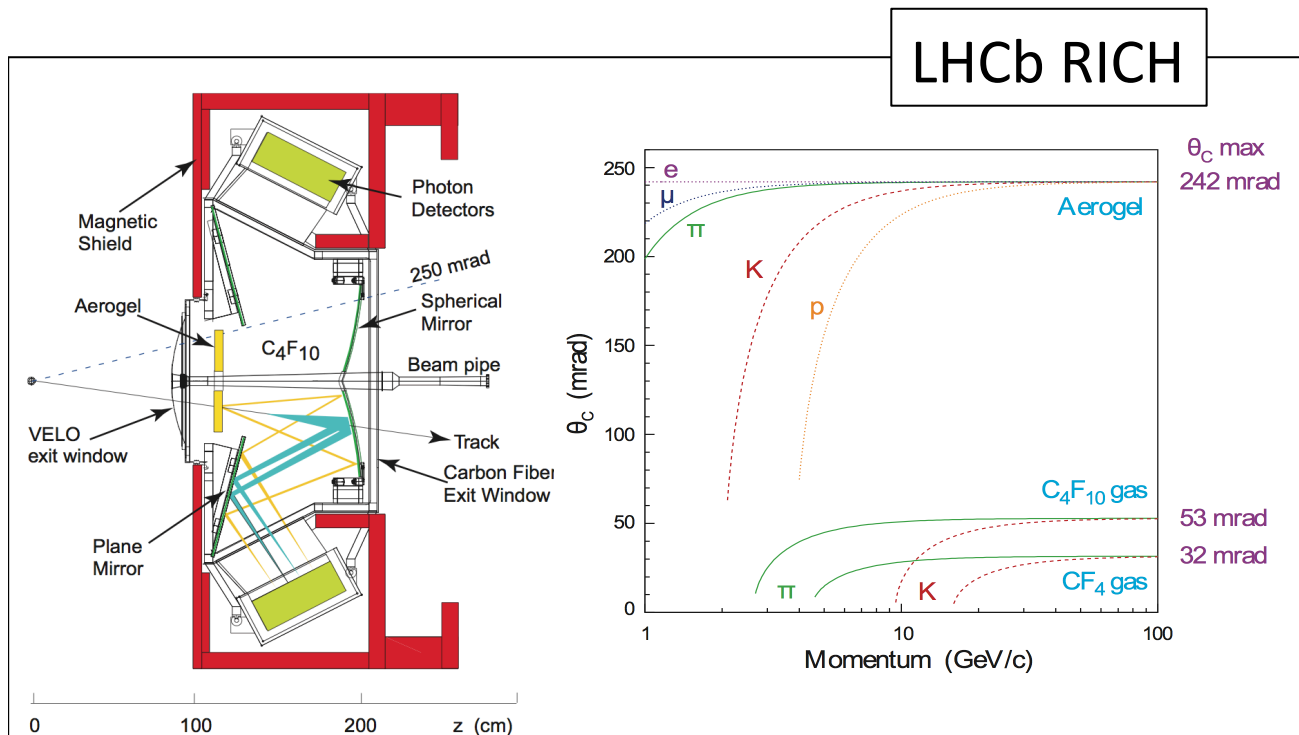 LHCb RICH
Magnetic
Shield
Photon
Detectors
250 mrad
Aerogel
Spherical
Mirror
C4F10
Beam pipe
VELO
exit window
Track
Carbon Fiber
Exit Window
Plane
Mirror
0
100
200
z (cm)
θC max
242 mrad
53 mrad
32 mrad
250
200
150
100
50
0
θC (mrad)
e
μ
π
K
p
Aerogel
C4F10 gas
CF4 gas
π
K
1
10
100
Momentum (GeV/c)